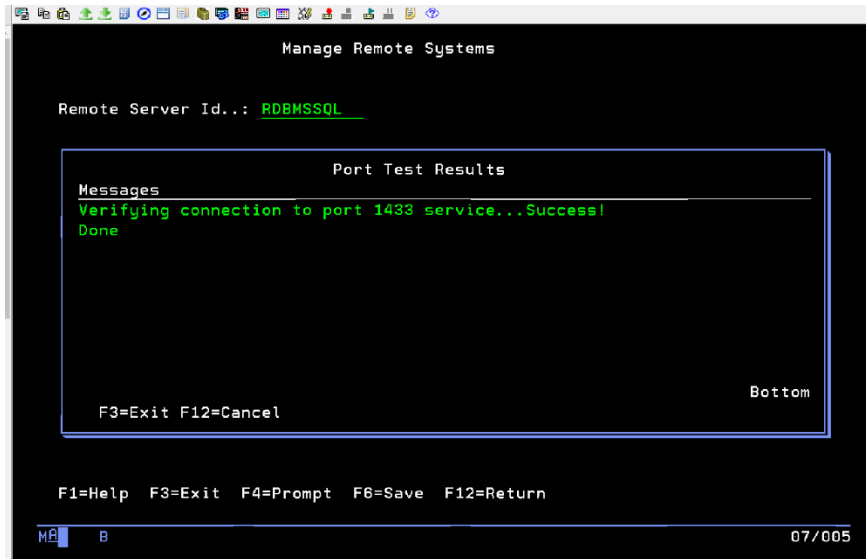 Manage Remote Systems
Remote Server Id..: RDBMSSQL
Port Test Results
Messages
Verifying connection to port 1433 service...Success!
Done
Bottom
F3=Exit F12=Cancel
F1=Help F3=Exit F4=Prompt F6=Save F12=Return
MA B 07/005